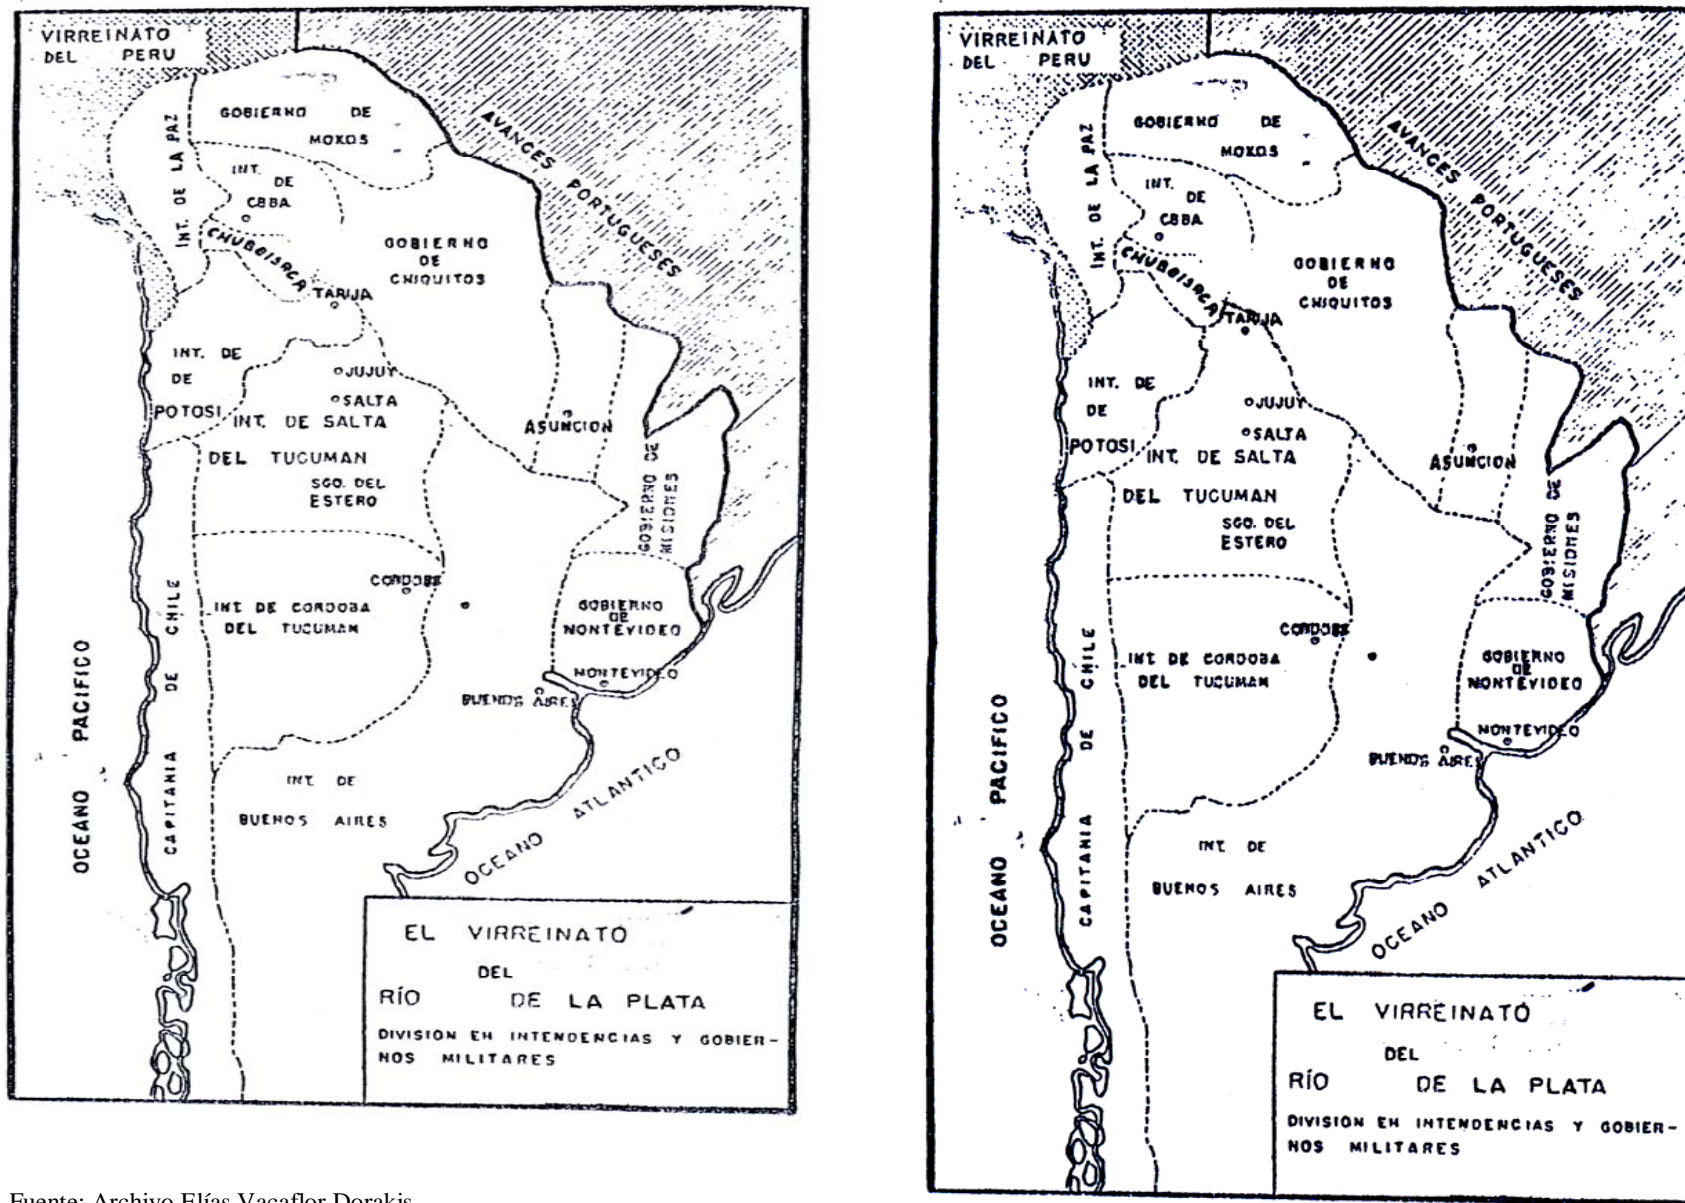 VIRREINATO
DEL PERU
GOBIERNO DE
MOXOS
AVANCES PORTUGUESES
INT. DE LA PAZ
INT.
DE
CBBA
CHUQUISACA
GOBIERNO
DE
CHIQUITOS
TARIJA
INT. DE
DE
POTOSI
JUJUY
SALTA
INT. DE SALTA
DEL TUCUMAN
SGO. DEL
ESTERO
ASUNCION
GOBIERNO DE
MISIONES
CORDOBA
INT. DE CORDOBA
DEL TUCUMAN
GOBIERNO
DE
MONTEVIDEO
MONTEVIDEO
BUENOS AIRES
INT. DE
BUENOS AIRES
CAPITANIA DE CHILE
OCEANO PACIFICO
OCEANO ATLANTICO
EL VIRREINATO
DEL
RÍO DE LA PLATA
DIVISION EN INTENDENCIAS Y GOBIER-
NOS MILITARES
VIRREINATO
DEL PERU
GOBIERNO DE
MOXOS
AVANCES PORTUGUESES
INT. DE LA PAZ
INT.
DE
CBBA
CHUQUISACA
GOBIERNO
DE
CHIQUITOS
TARIJA
INT. DE
DE
POTOSI
JUJUY
SALTA
INT. DE SALTA
DEL TUCUMAN
SGO. DEL
ESTERO
ASUNCION
GOBIERNO DE
MISIONES
CORDOBA
INT. DE CORDOBA
DEL TUCUMAN
GOBIERNO
DE
MONTEVIDEO
MONTEVIDEO
BUENOS AIRES
INT. DE
BUENOS AIRES
CAPITANIA DE CHILE
OCEANO PACIFICO
OCEANO ATLANTICO
EL VIRREINATO
DEL
RÍO DE LA PLATA
DIVISION EN INTENDENCIAS Y GOBIER-
NOS MILITARES
Fuente: Archivo Elías Vacaflor Dorakis